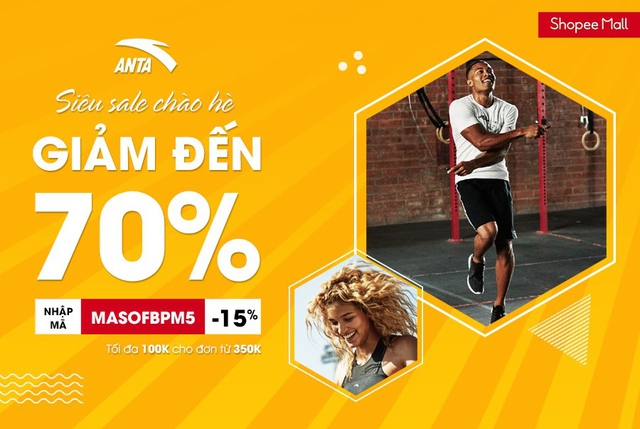 Shopee Mall
ANTA
Siêu sale chào hè
GIẢM ĐẾN
70%
NHẬP MÃ
MASOFBPM5
-15%
Tối đa 100K cho đơn từ 350K